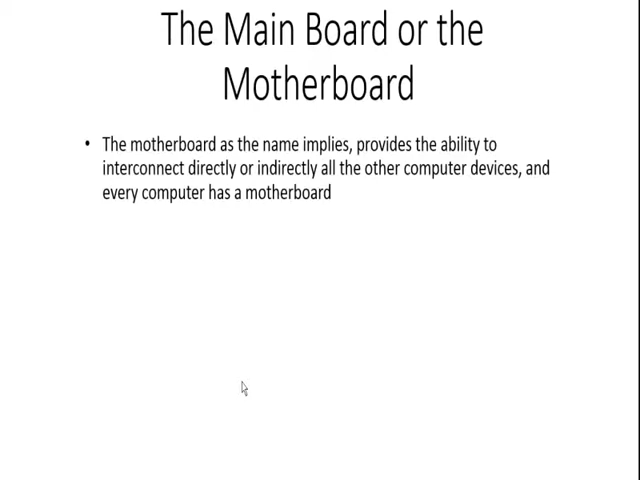 The Main Board or the
Motherboard
• The motherboard as the name implies, provides the ability to
interconnect directly or indirectly all the other computer devices, and
every computer has a motherboard